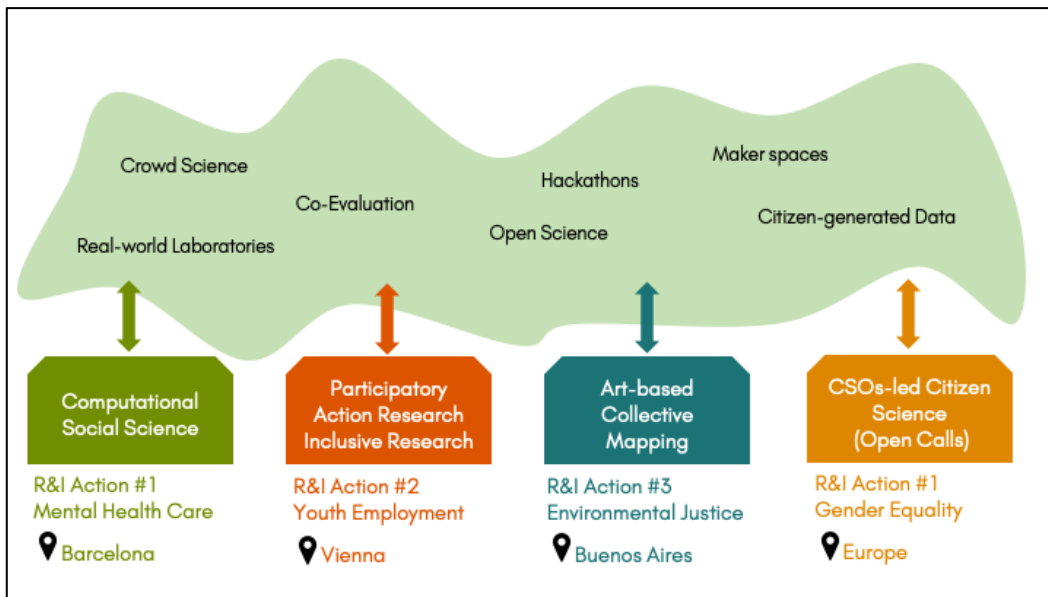 Crowd Science
Co-Evaluation
Real-world Laboratories
Hackathons
Open Science
Maker spaces
Citizen-generated Data
Computational
Social Science
R&I Action #1
Mental Health Care
Barcelona
Participatory
Action Research
Inclusive Research
R&I Action #2
Youth Employment
Vienna
Art-based
Collective
Mapping
R&I Action #3
Environmental Justice
Buenos Aires
CSOs-led Citizen
Science
(Open Calls)
R&I Action #1
Gender Equality
Europe